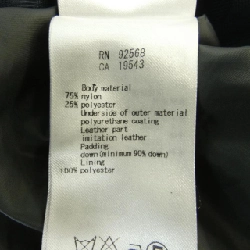 RN 92568
CA 19543
Body material
75% nylon
25% polyester
Underside of outer material
polyurethane coating
Leather part
imitation leather
Padding
down(minimum 90% down)
Lining
100% polyester